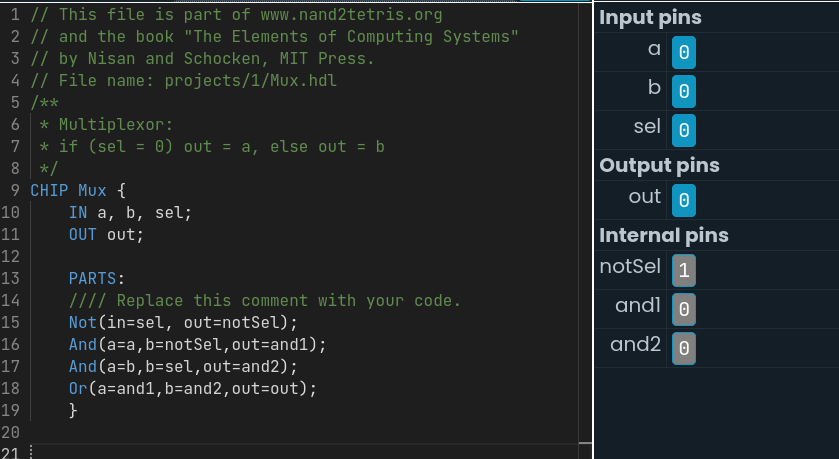 1 // This file is part of www.nand2tetris.org
2 // and the book "The Elements of Computing Systems"
3 // by Nisan and Schocken, MIT Press.
4 // File name: projects/1/Mux.hdl
5 /**
6  * Multiplexor:
7  * if (sel = 0) out = a, else out = b
8  */
9 CHIP Mux {
10     IN a, b, sel;
11     OUT out;
12
13     PARTS:
14     //// Replace this comment with your code.
15     Not(in=sel, out=notSel);
16     And(a=a,b=notSel,out=and1);
17     And(a=b,b=sel,out=and2);
18     Or(a=and1,b=and2,out=out);
19     }
20
21
Input pins
a 0
b 0
sel 0
Output pins
out 0
Internal pins
notSel 1
and1 0
and2 0